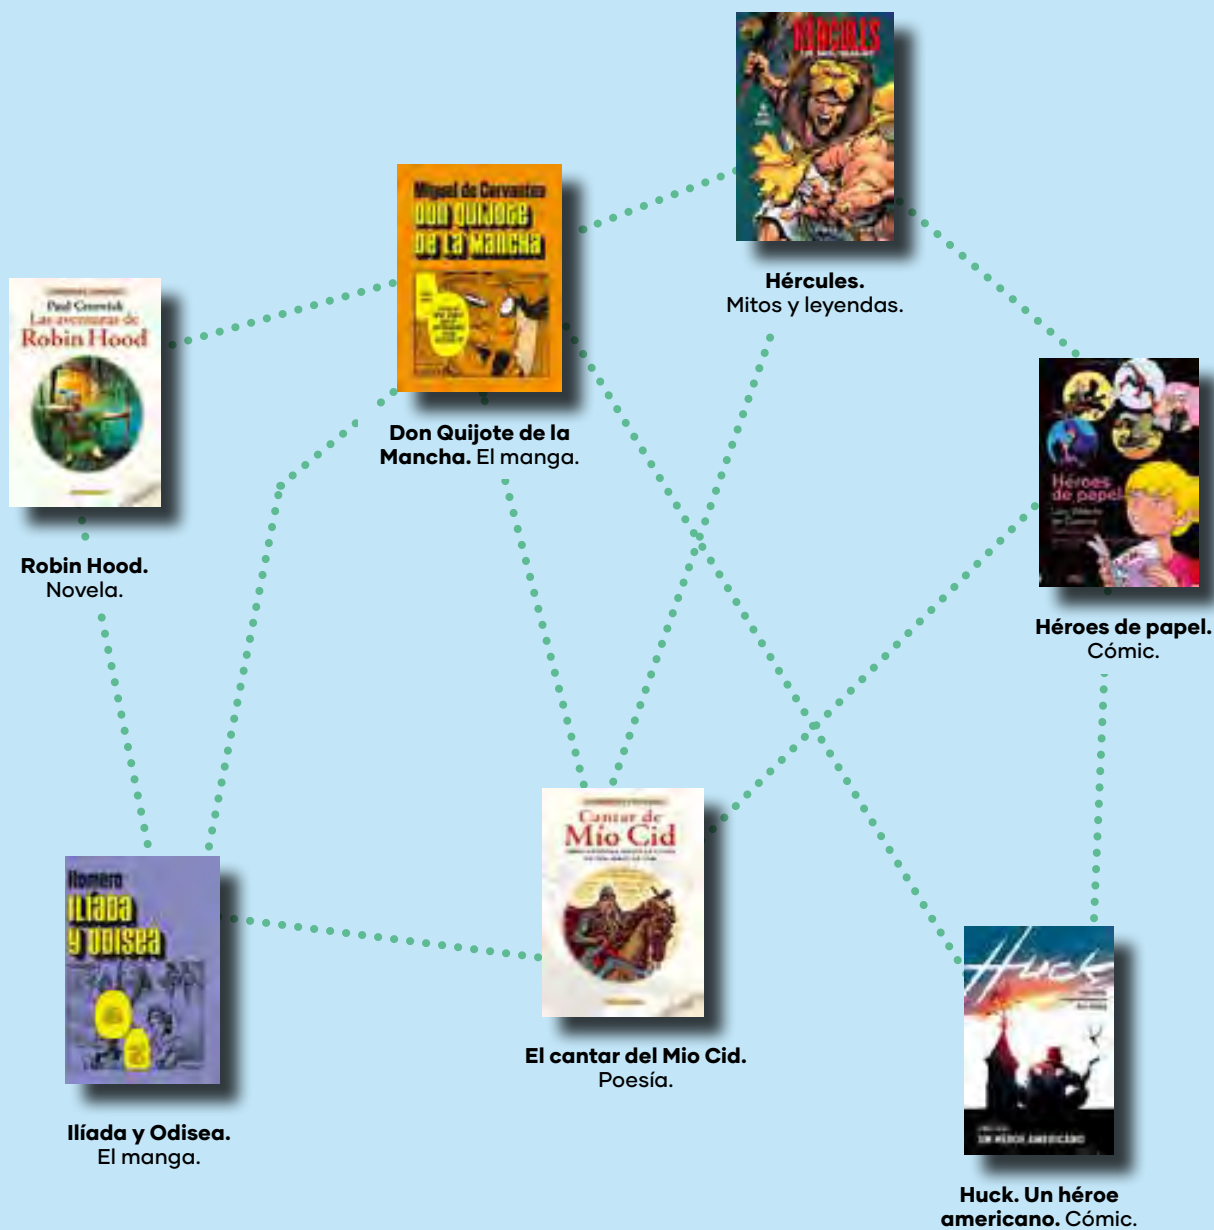 HÉRCULES
Hércules.
Mitos y leyendas.
Miguel de Cervantes
DON QUIJOTE
DE LA MANCHA
Don Quijote de la
Mancha. El manga.
Las aventuras de
Robin Hood
Robin Hood.
Novela.
Héroes
de papel
Héroes de papel.
Cómic.
Cantar de
Mío Cid
El cantar del Mio Cid.
Poesía.
Homero
ILÍADA
Y ODISEA
Ilíada y Odisea.
El manga.
Huck
UN HÉROE AMERICANO
Huck. Un héroe
americano. Cómic.